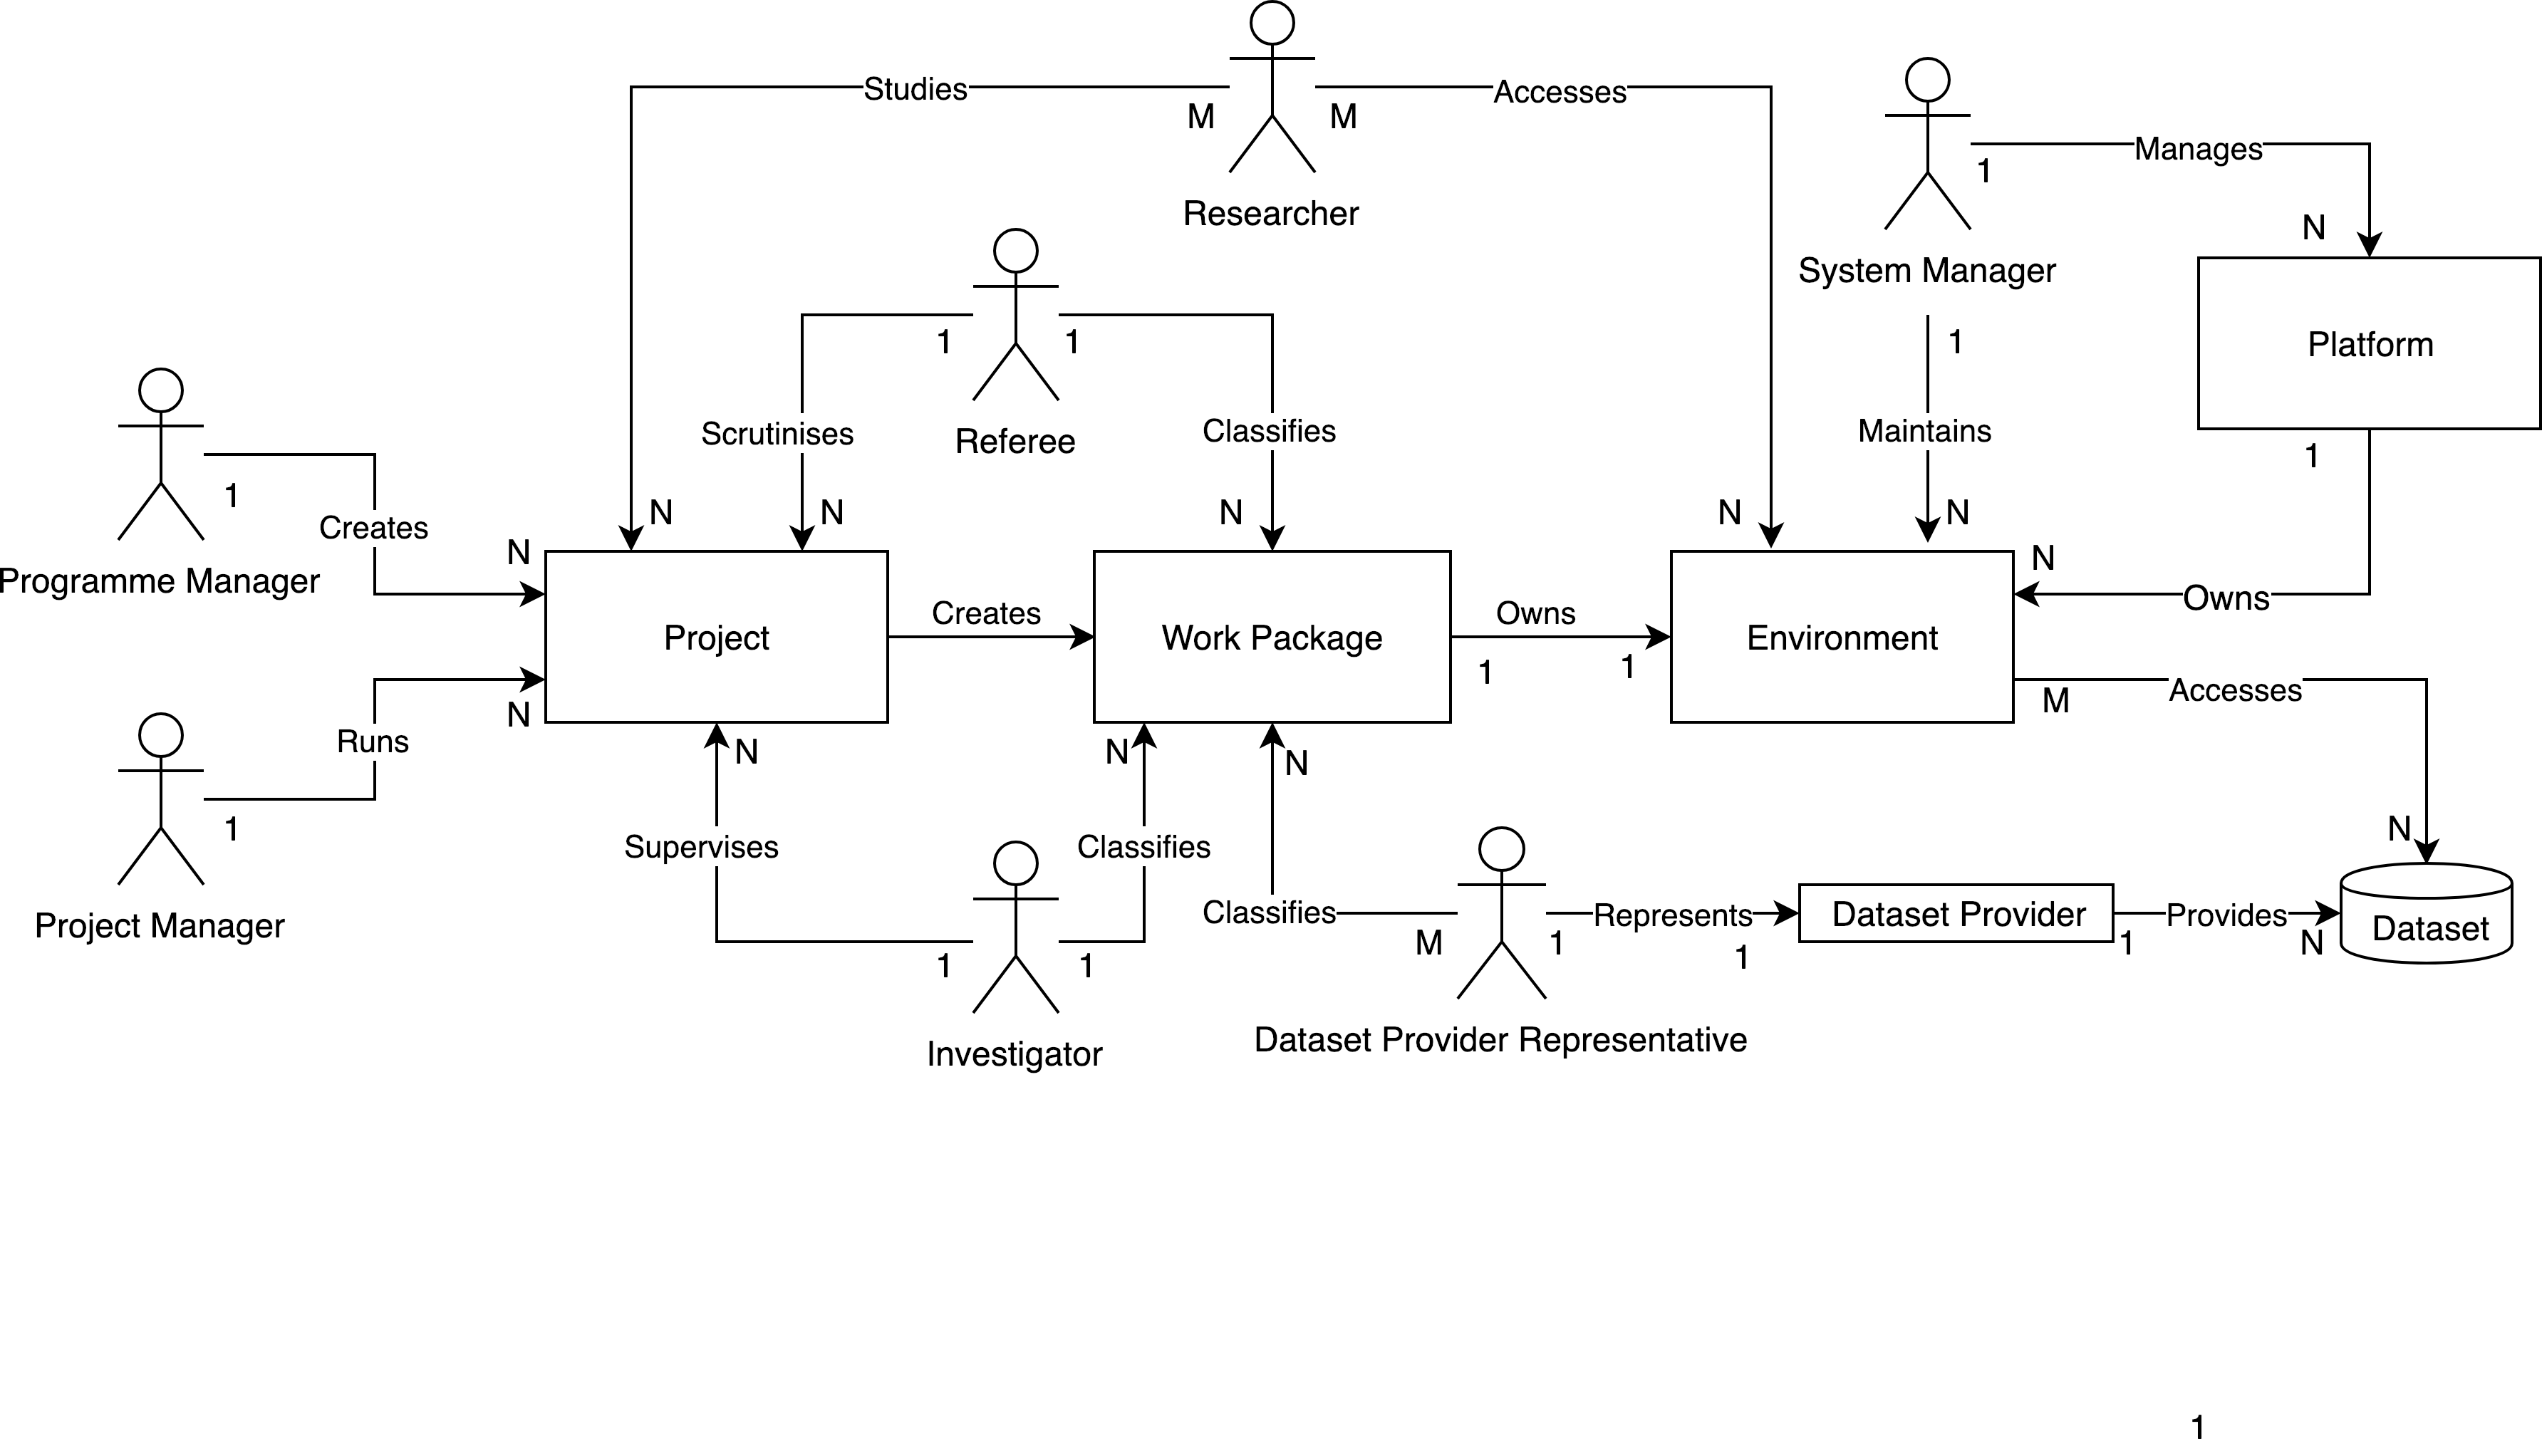 Studies
Accesses
M
M
Manages
1
Researcher
N
System Manager
1
1
1
Platform
Scrutinises
Referee
Classifies
Maintains
1
1
Creates
N
N
N
N
N
N
N
Programme Manager
Owns
Creates
Owns
Project
Work Package
Environment
1
1
N
Runs
M
Accesses
N
N
N
1
N
Supervises
Classifies
Project Manager
Classifies
Represents
Dataset Provider
Provides
Dataset
M
1
1
1
N
1
1
Investigator
Dataset Provider Representative
1